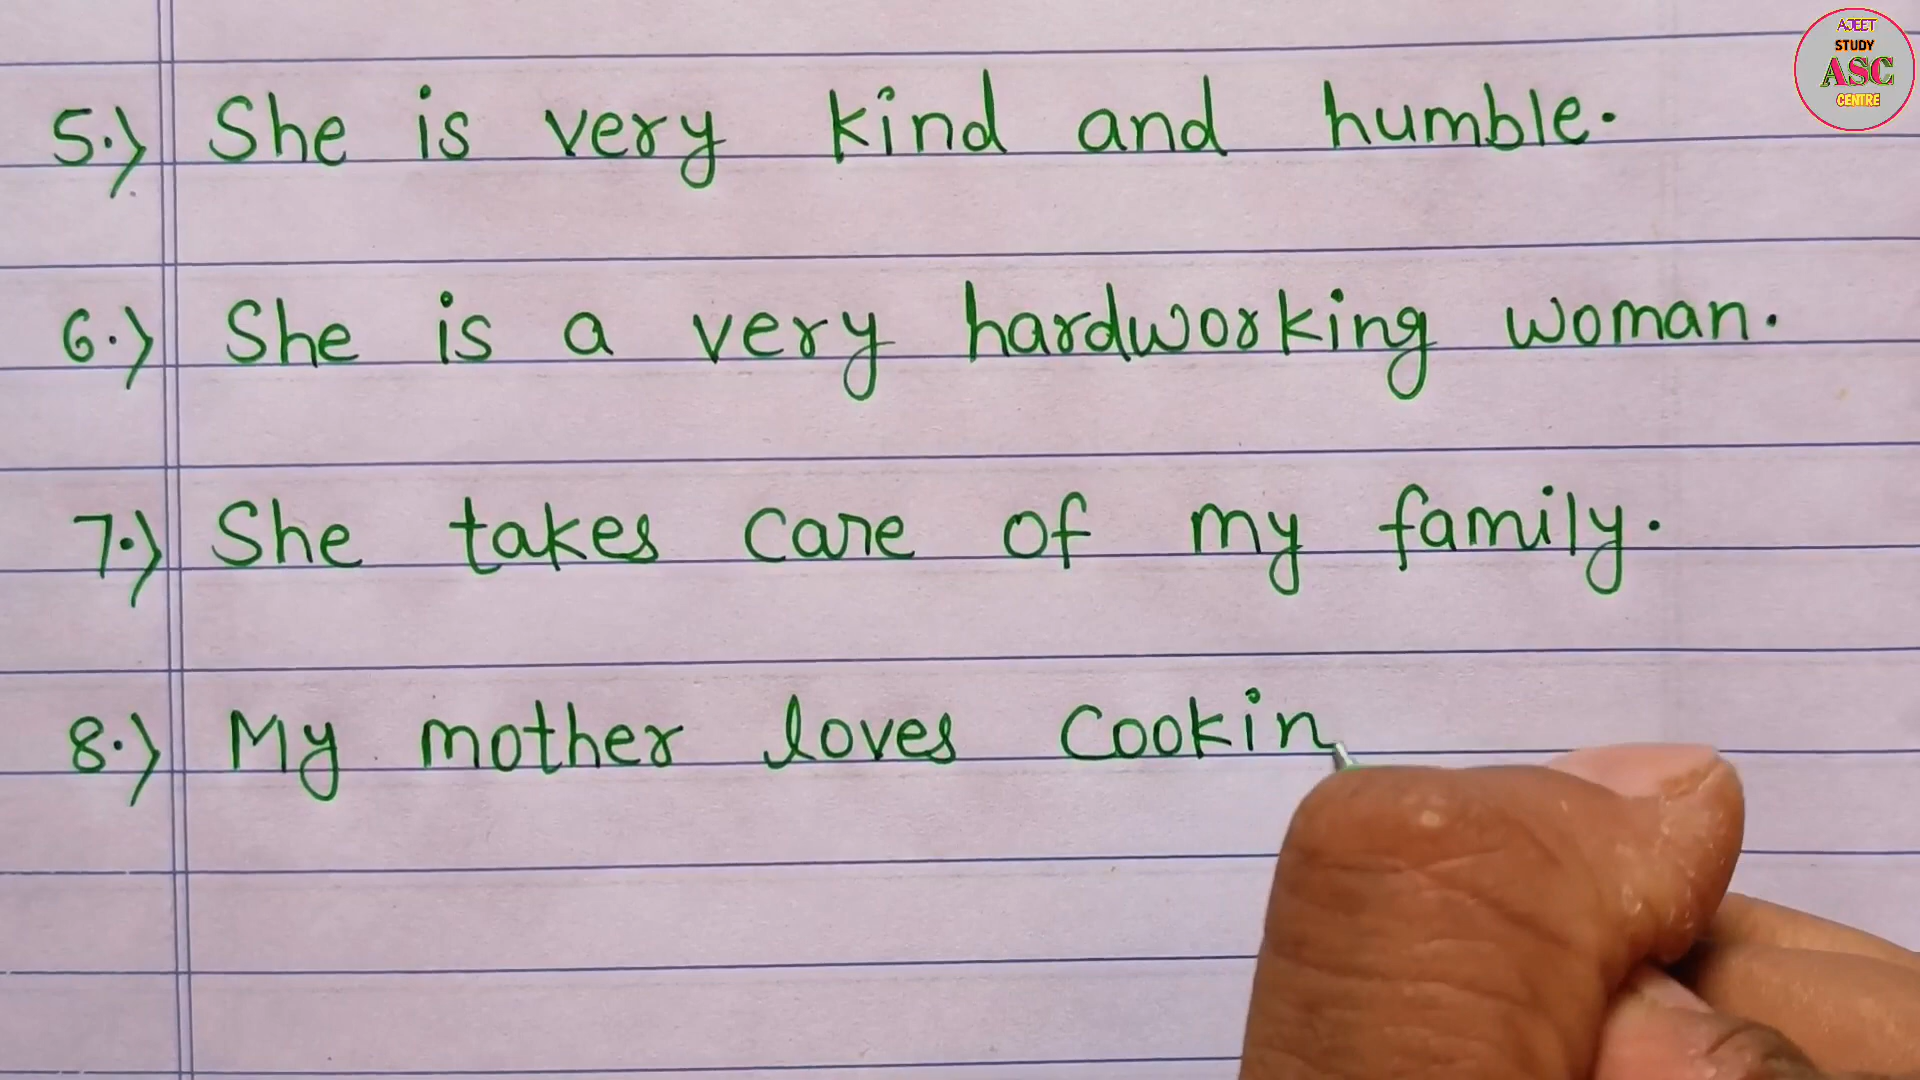 5.) She is very kind and humble.
6.) She is a very hardworking woman.
7.) She takes care of my family.
8.) My mother loves Cookin
AJEET
STUDY
ASC
CENTRE